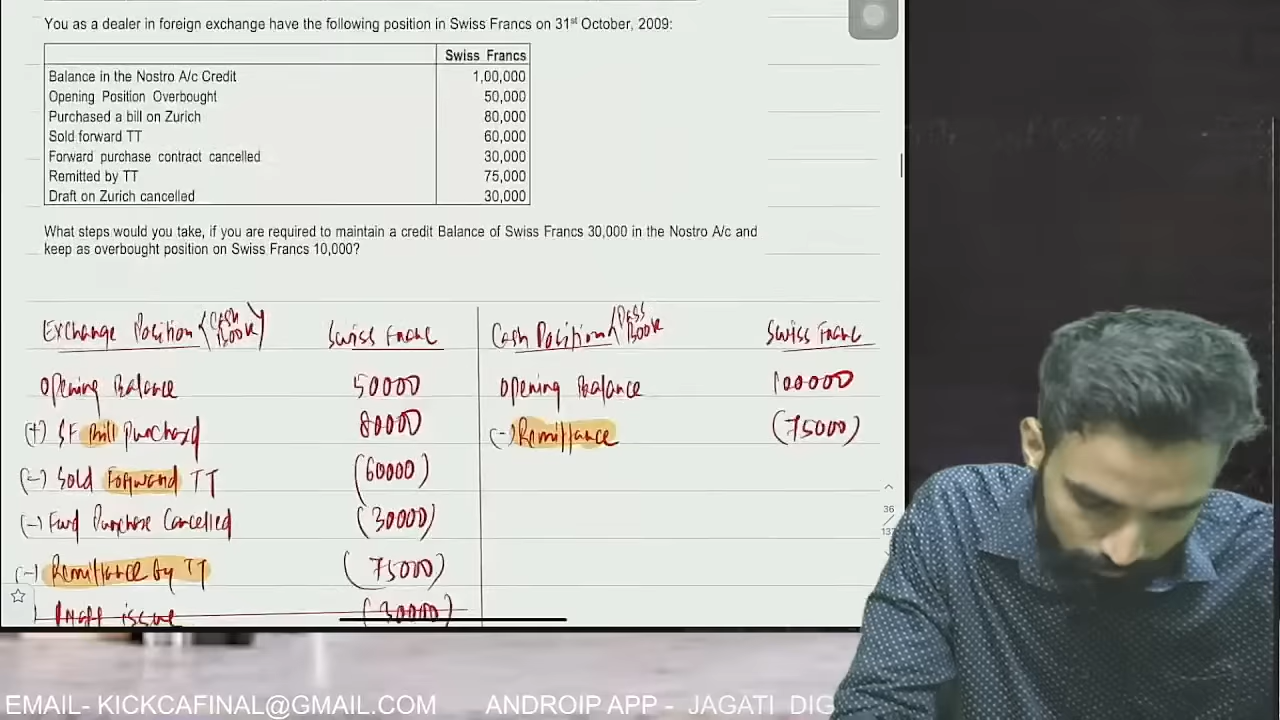 You as a dealer in foreign exchange have the following position in Swiss Francs on 31st October, 2009:
Swiss Francs
Balance in the Nostro A/c Credit 1,00,000
Opening Position Overbought 50,000
Purchased a bill on Zurich 80,000
Sold forward TT 60,000
Forward purchase contract cancelled 30,000
Remitted by TT 75,000
Draft on Zurich cancelled 30,000
What steps would you take, if you are required to maintain a credit Balance of Swiss Francs 30,000 in the Nostro A/c and
keep as overbought position on Swiss Francs 10,000?
Exchange Position (Cash Book) Swiss Franc Cash Position (Pass Book Swiss Franc
Opening Balance 50000 Opening Balance 100000
(+) SF Bill Purchased 80000 (-) Remittance (75000)
(-) Sold Forward TT (60000)
(-) Fwd Purchase Cancelled (30000)
(-) Remittance by TT (75000)
Draft issue (30000)
36
137
EMAIL- KICKCAFINAL@GMAIL.COM ANDROIP APP - JAGATI DIG